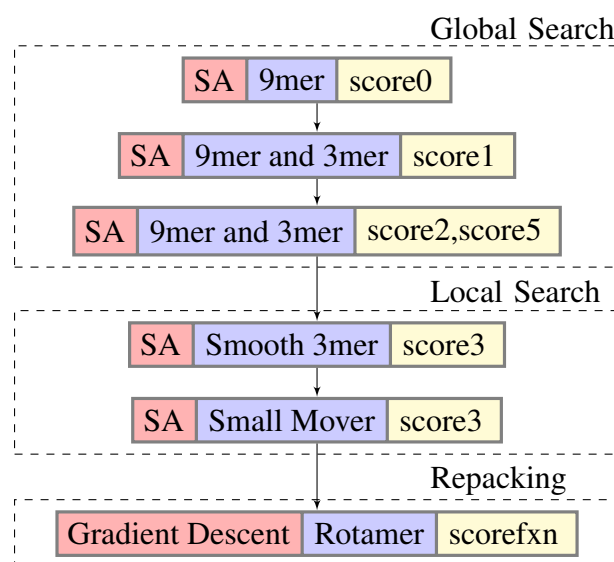 Global Search
SA 9mer score0
SA 9mer and 3mer score1
SA 9mer and 3mer score2,score5
Local Search
SA Smooth 3mer score3
SA Small Mover score3
Repacking
Gradient Descent Rotamer scorefxn